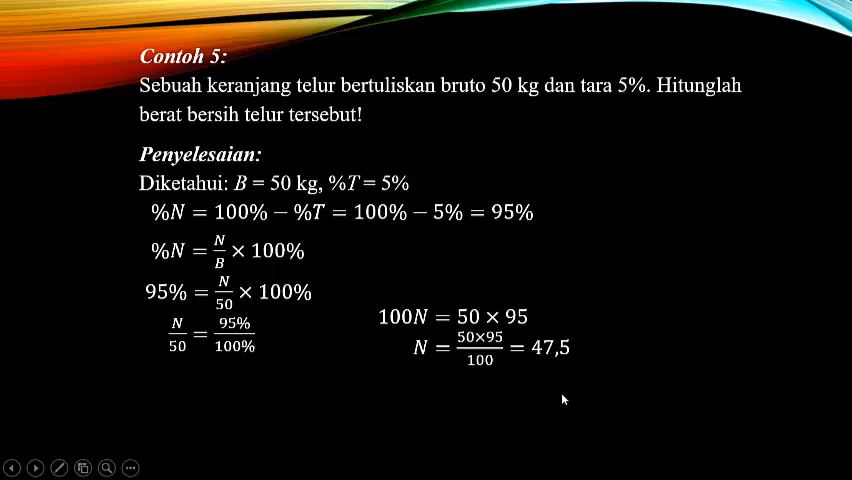 Contoh 5:
Sebuah keranjang telur bertuliskan bruto 50 kg dan tara 5%. Hitunglah
berat bersih telur tersebut!
Penyelesaian:
Diketahui: B = 50 kg, %T = 5%
%N = 100% − %T = 100% − 5% = 95%
%N = N/B × 100%
95% = N/50 × 100%
N/50 = 95%/100%
100N = 50 × 95
N = 50×95/100 = 47,5